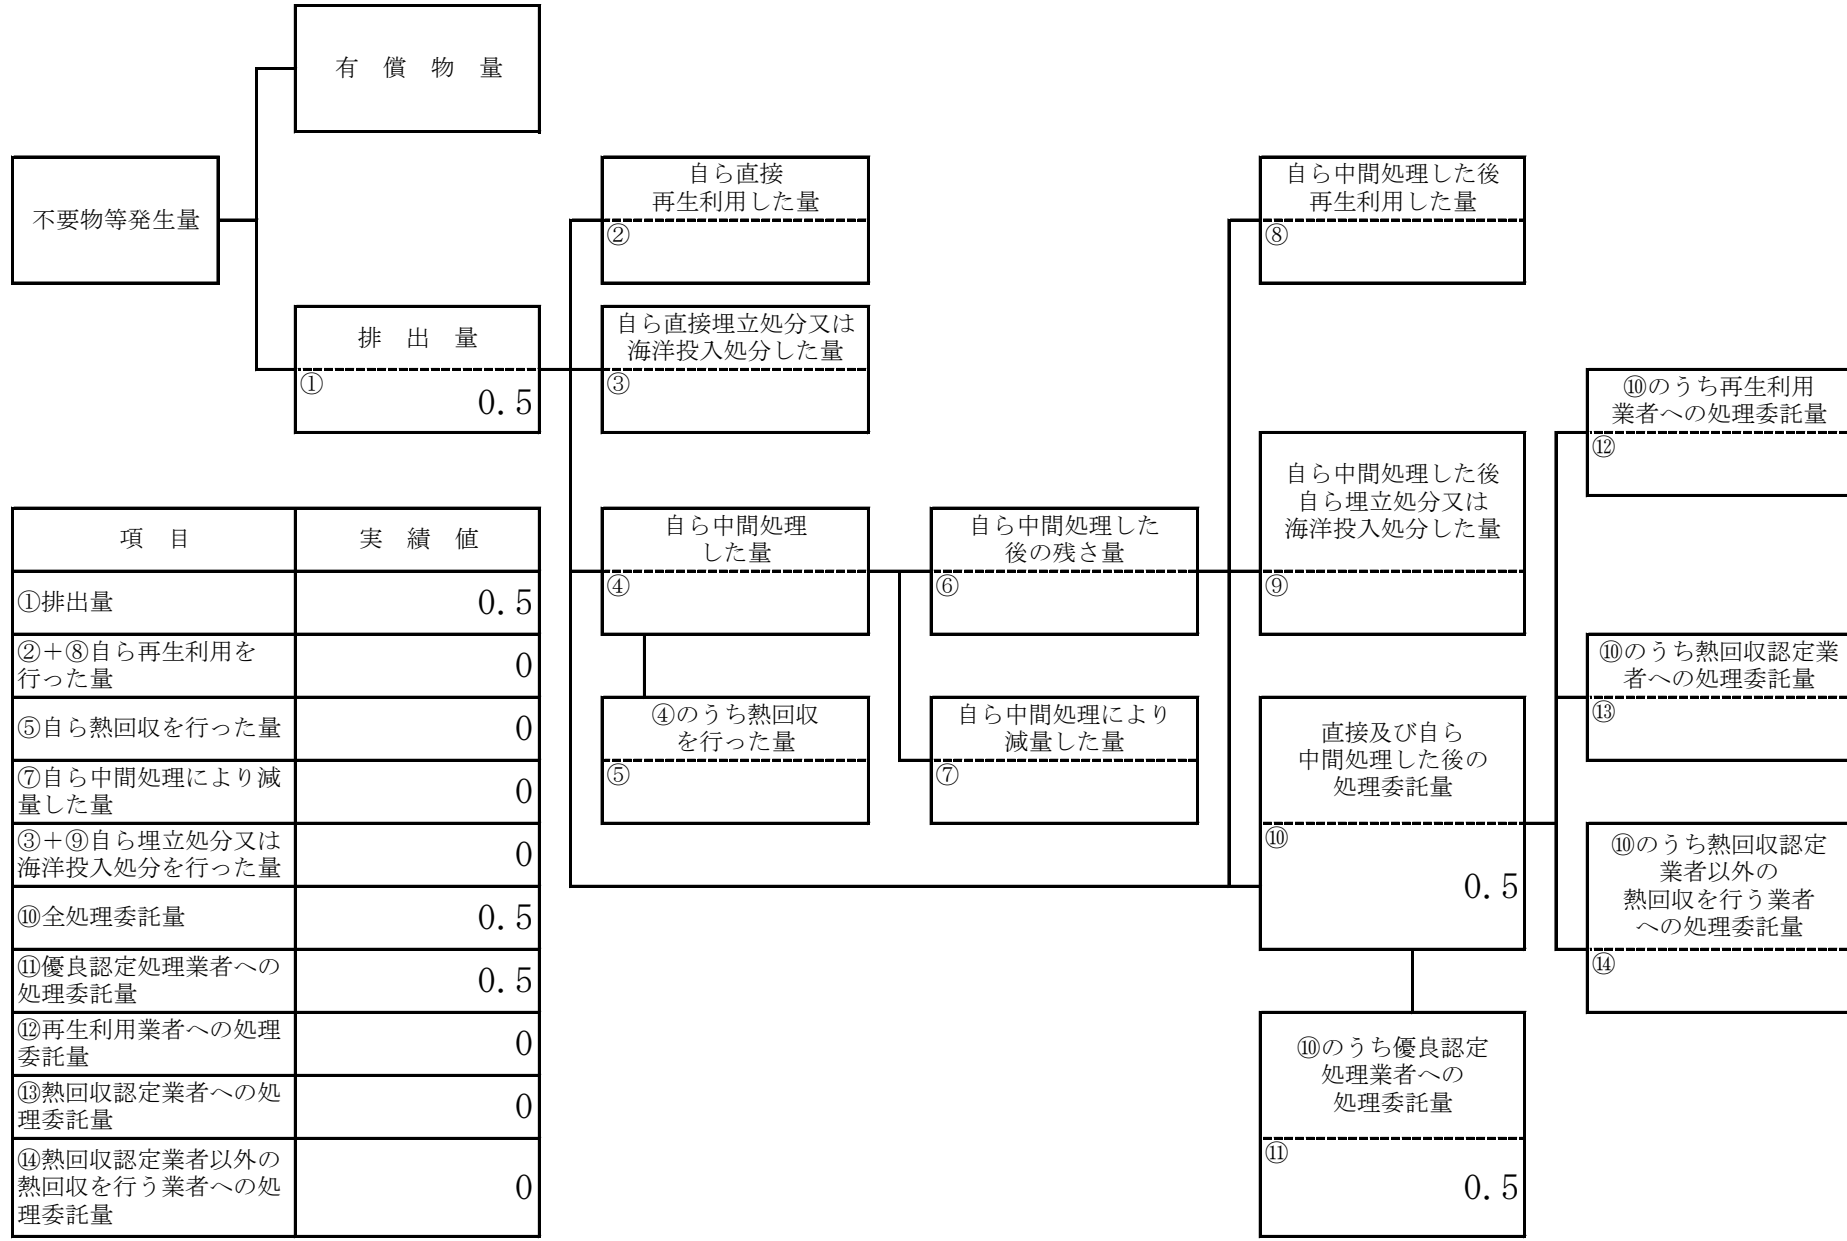 有　償　物　量
不要物等発生量
排　出　量
①
0.5
自ら直接
再生利用した量
②
自ら直接埋立処分又は
海洋投入処分した量
③
自ら中間処理
した量
④
④のうち熱回収
を行った量
⑤
自ら中間処理した
後の残さ量
⑥
自ら中間処理により
減量した量
⑦
自ら中間処理した後
再生利用した量
⑧
自ら中間処理した後
自ら埋立処分又は
海洋投入処分した量
⑨
直接及び自ら
中間処理した後の
処理委託量
⑩
0.5
⑩のうち優良認定
処理業者への
処理委託量
⑪
0.5
⑩のうち再生利用
業者への処理委託量
⑫
⑩のうち熱回収認定業
者への処理委託量
⑬
⑩のうち熱回収認定
業者以外の
熱回収を行う業者
への処理委託量
⑭
項　目　実　績　値
①排出量 0.5
②＋⑧自ら再生利用を
行った量 0
⑤自ら熱回収を行った量 0
⑦自ら中間処理により減
量した量 0
③＋⑨自ら埋立処分又は
海洋投入処分を行った量 0
⑩全処理委託量 0.5
⑪優良認定処理業者への
処理委託量 0.5
⑫再生利用業者への処理
委託量 0
⑬熱回収認定業者への処
理委託量 0
⑭熱回収認定業者以外の
熱回収を行う業者への処
理委託量 0